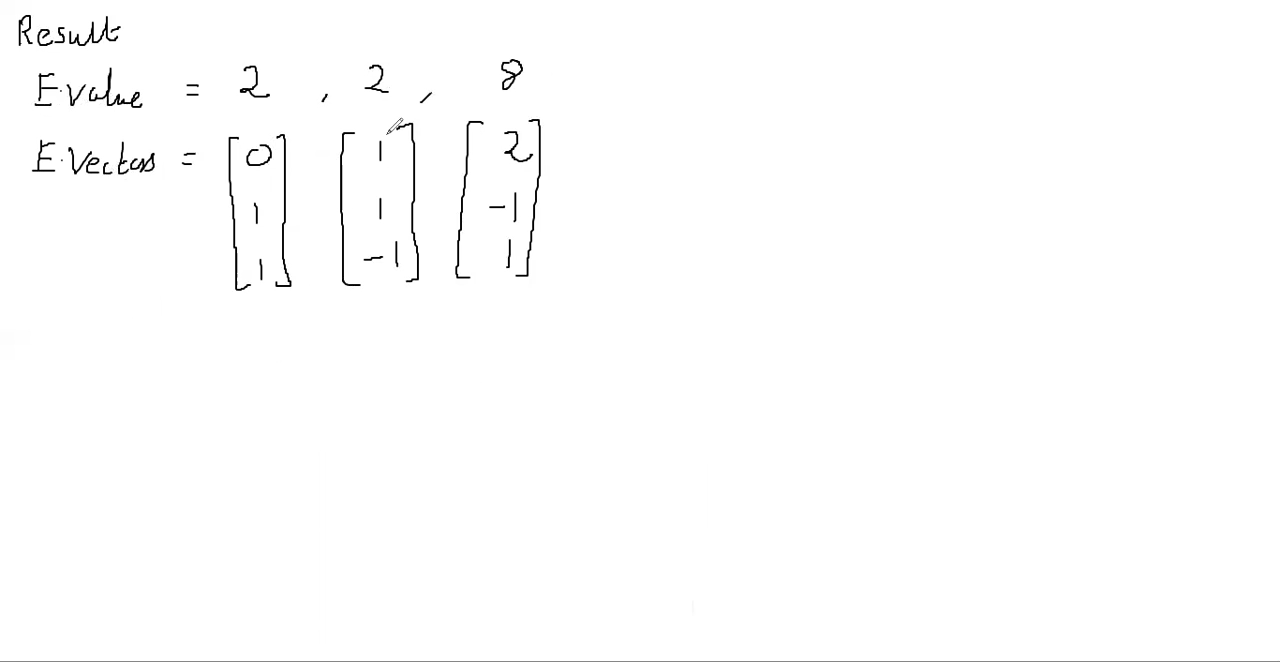 Result
E.value = 2 , 2 , 8
E.Vectors = [0 1 1] [1 1 -1] [2 -1 1]